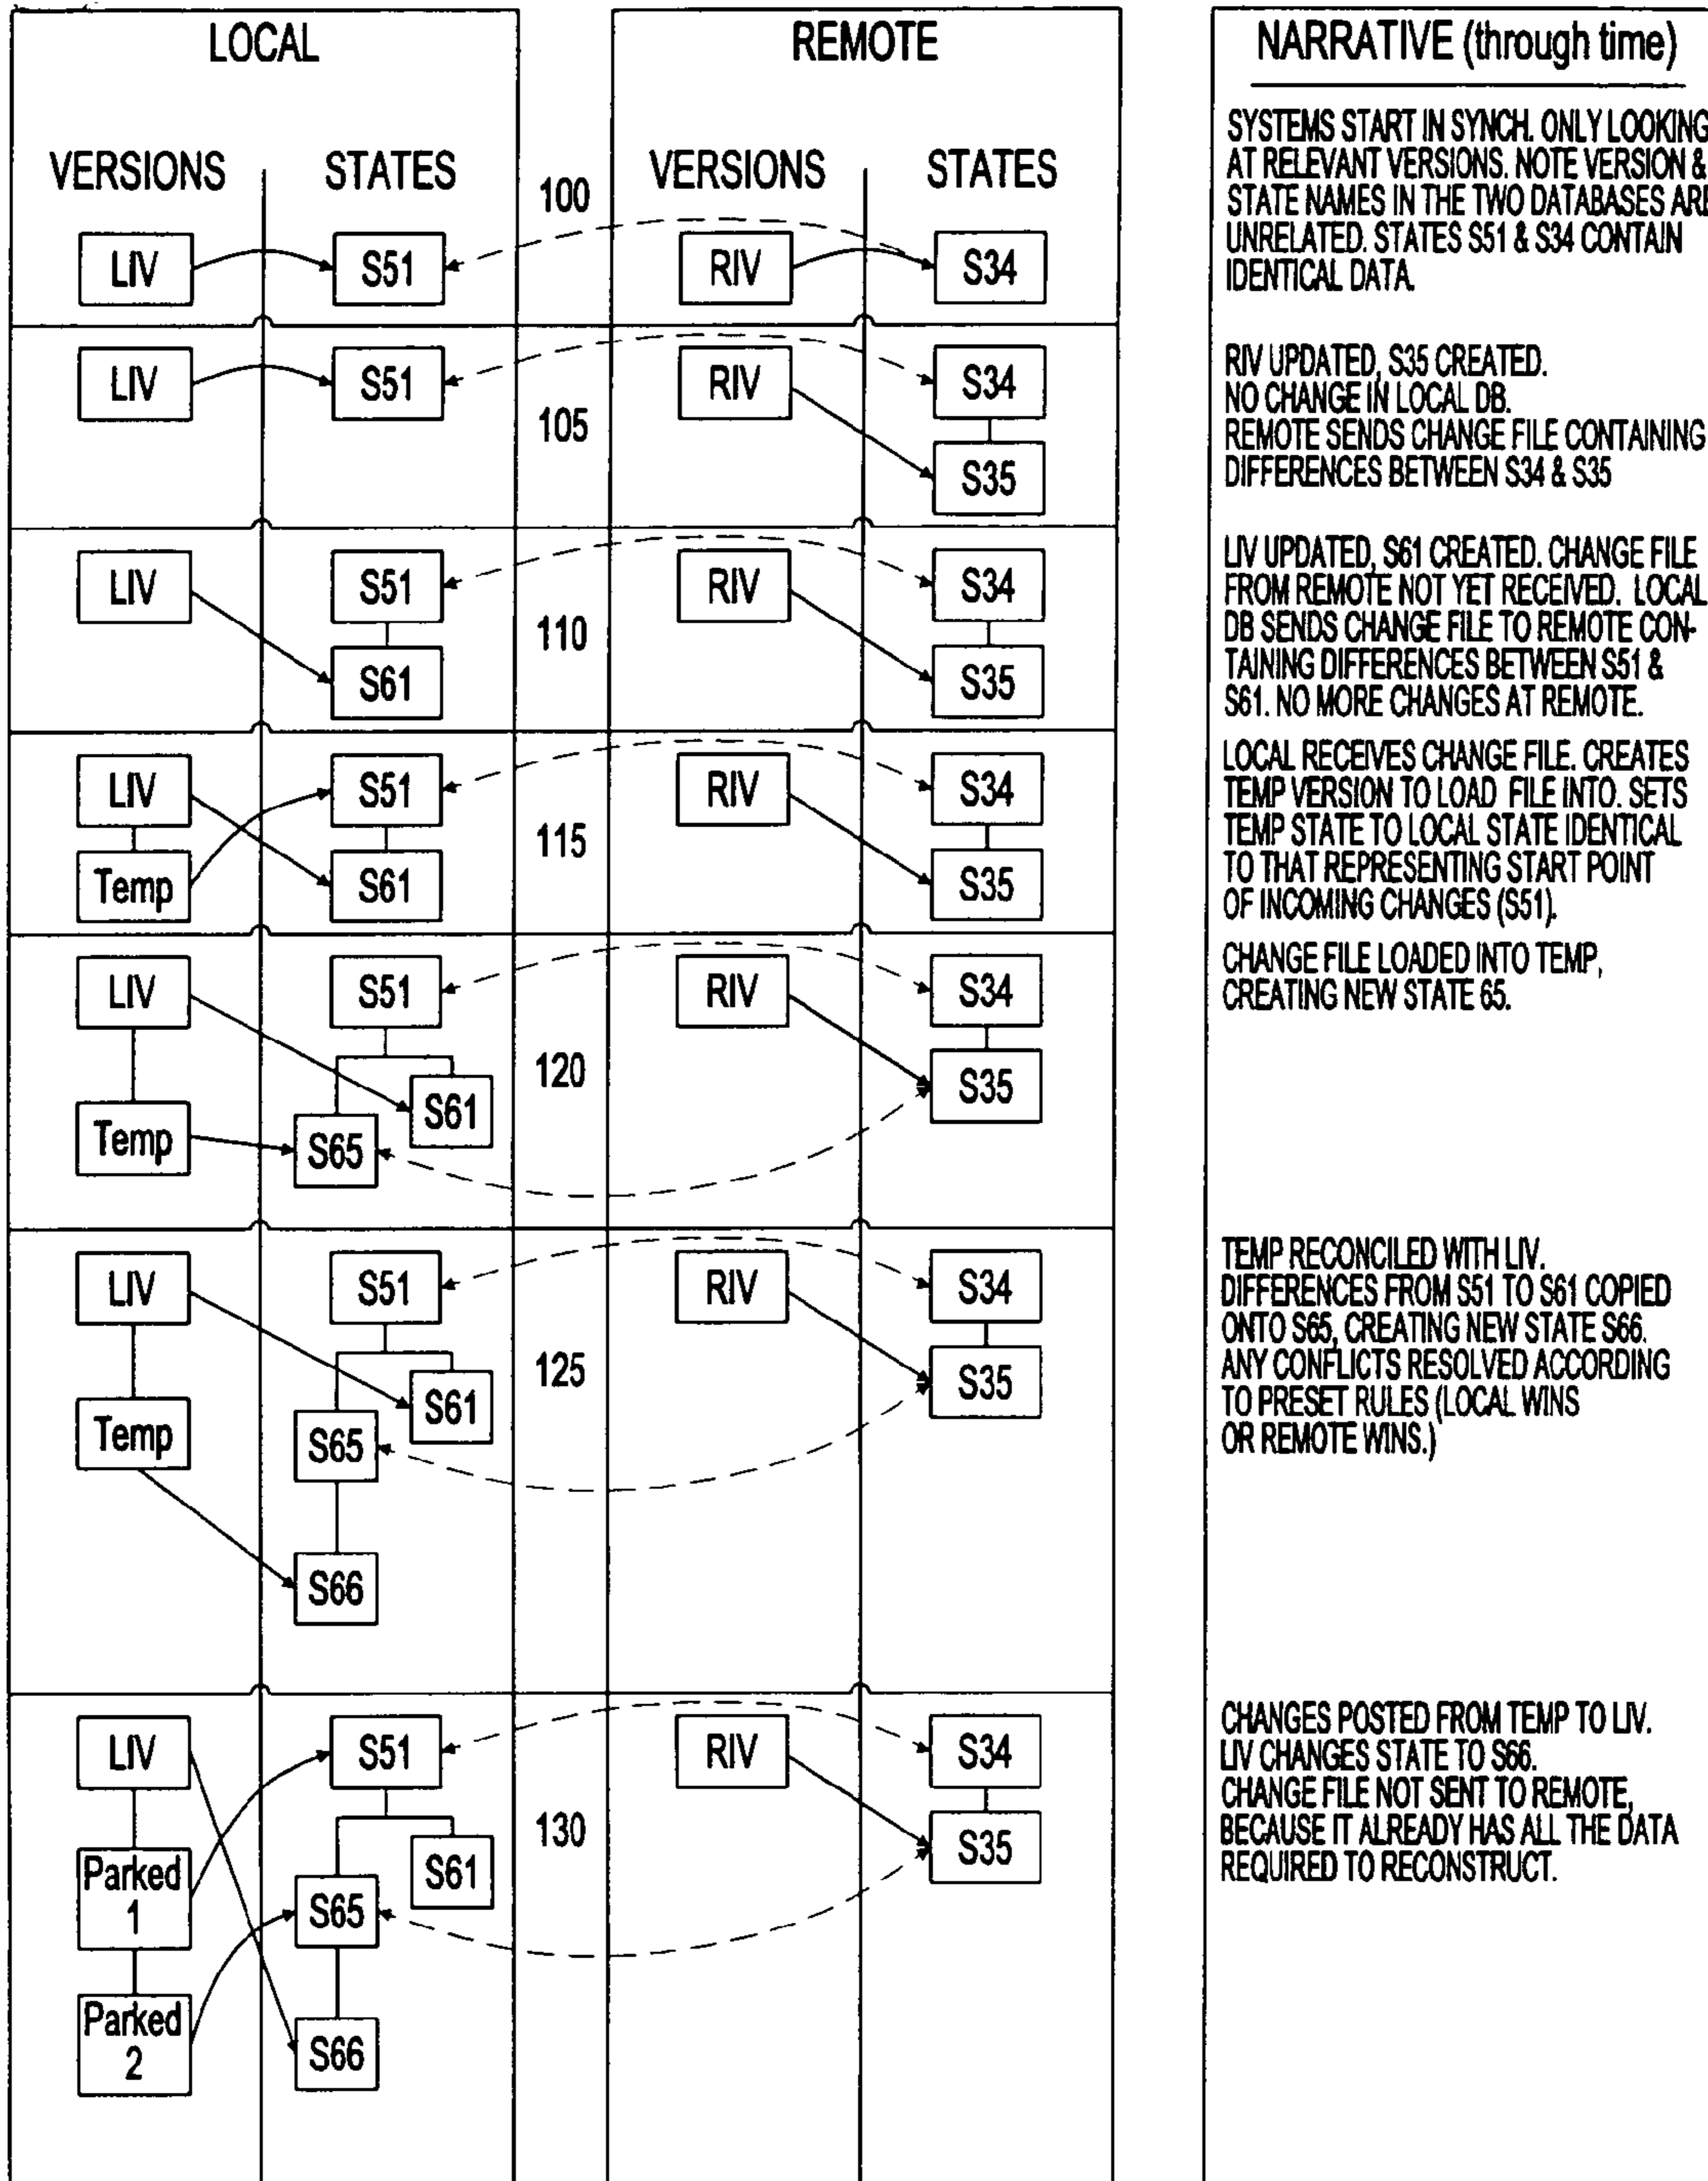 LOCAL
REMOTE
NARRATIVE (through time)
VERSIONS
STATES
VERSIONS
STATES
100
LIV
S51
RIV
S34
SYSTEMS START IN SYNCH. ONLY LOOKING
AT RELEVANT VERSIONS. NOTE VERSION &
STATE NAMES IN THE TWO DATABASES ARE
UNRELATED. STATES S51 & S34 CONTAIN
IDENTICAL DATA.
LIV
S51
105
RIV
S34
S35
RIV UPDATED, S35 CREATED.
NO CHANGE IN LOCAL DB.
REMOTE SENDS CHANGE FILE CONTAINING
DIFFERENCES BETWEEN S34 & S35
LIV
S51
S61
110
RIV
S34
S35
LIV UPDATED, S61 CREATED. CHANGE FILE
FROM REMOTE NOT YET RECEIVED. LOCAL
DB SENDS CHANGE FILE TO REMOTE CON-
TAINING DIFFERENCES BETWEEN S51 &
S61. NO MORE CHANGES AT REMOTE.
LIV
Temp
S51
S61
115
RIV
S34
S35
LOCAL RECEIVES CHANGE FILE. CREATES
TEMP VERSION TO LOAD FILE INTO. SETS
TEMP STATE TO LOCAL STATE IDENTICAL
TO THAT REPRESENTING START POINT
OF INCOMING CHANGES (S51).
LIV
Temp
S51
S61
S65
120
RIV
S34
S35
CHANGE FILE LOADED INTO TEMP,
CREATING NEW STATE 65.
LIV
Temp
S51
S61
S65
S66
125
RIV
S34
S35
TEMP RECONCILED WITH LIV.
DIFFERENCES FROM S51 TO S61 COPIED
ONTO S65, CREATING NEW STATE S66.
ANY CONFLICTS RESOLVED ACCORDING
TO PRESET RULES (LOCAL WINS
OR REMOTE WINS.)
LIV
Parked
1
Parked
2
S51
S61
S65
S66
130
RIV
S34
S35
CHANGES POSTED FROM TEMP TO LIV.
LIV CHANGES STATE TO S66.
CHANGE FILE NOT SENT TO REMOTE,
BECAUSE IT ALREADY HAS ALL THE DATA
REQUIRED TO RECONSTRUCT.